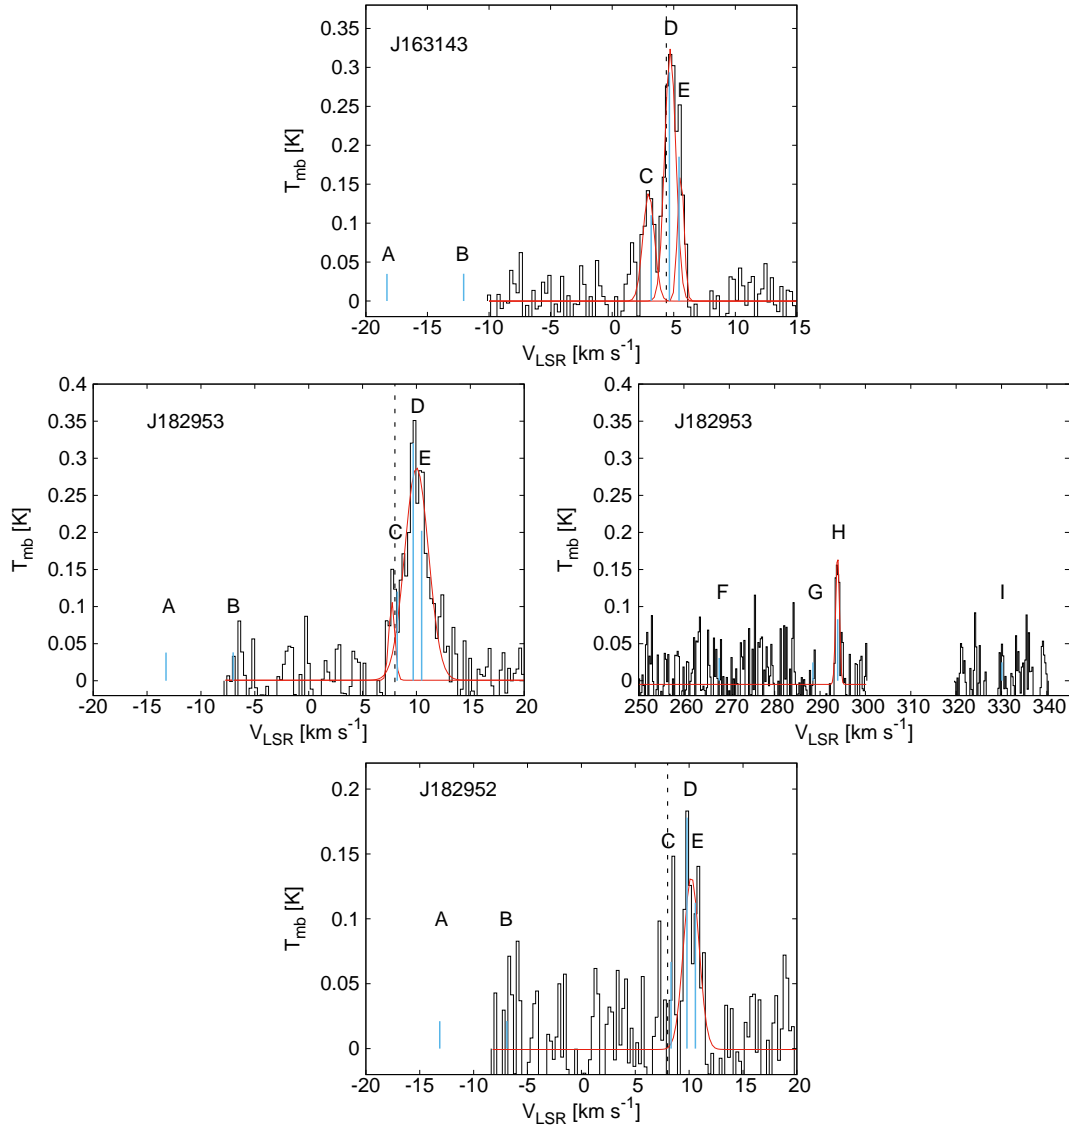 0.35
0.3
0.25
0.2
0.15
0.1
0.05
0
T_mb [K]
J163143
A
B
C
D
E
-20 -15 -10 -5 0 5 10 15
V_LSR [km s^-1]
0.4
0.35
0.3
0.25
0.2
0.15
0.1
0.05
0
T_mb [K]
J182953
A
B
C
D
E
-20 -15 -10 -5 0 5 10 15 20
V_LSR [km s^-1]
0.4
0.35
0.3
0.25
0.2
0.15
0.1
0.05
0
T_mb [K]
J182953
F
G
H
I
250 260 270 280 290 300 320 330 340
V_LSR [km s^-1]
0.2
0.15
0.1
0.05
0
T_mb [K]
J182952
A
B
C
D
E
-20 -15 -10 -5 0 5 10 15 20
V_LSR [km s^-1]